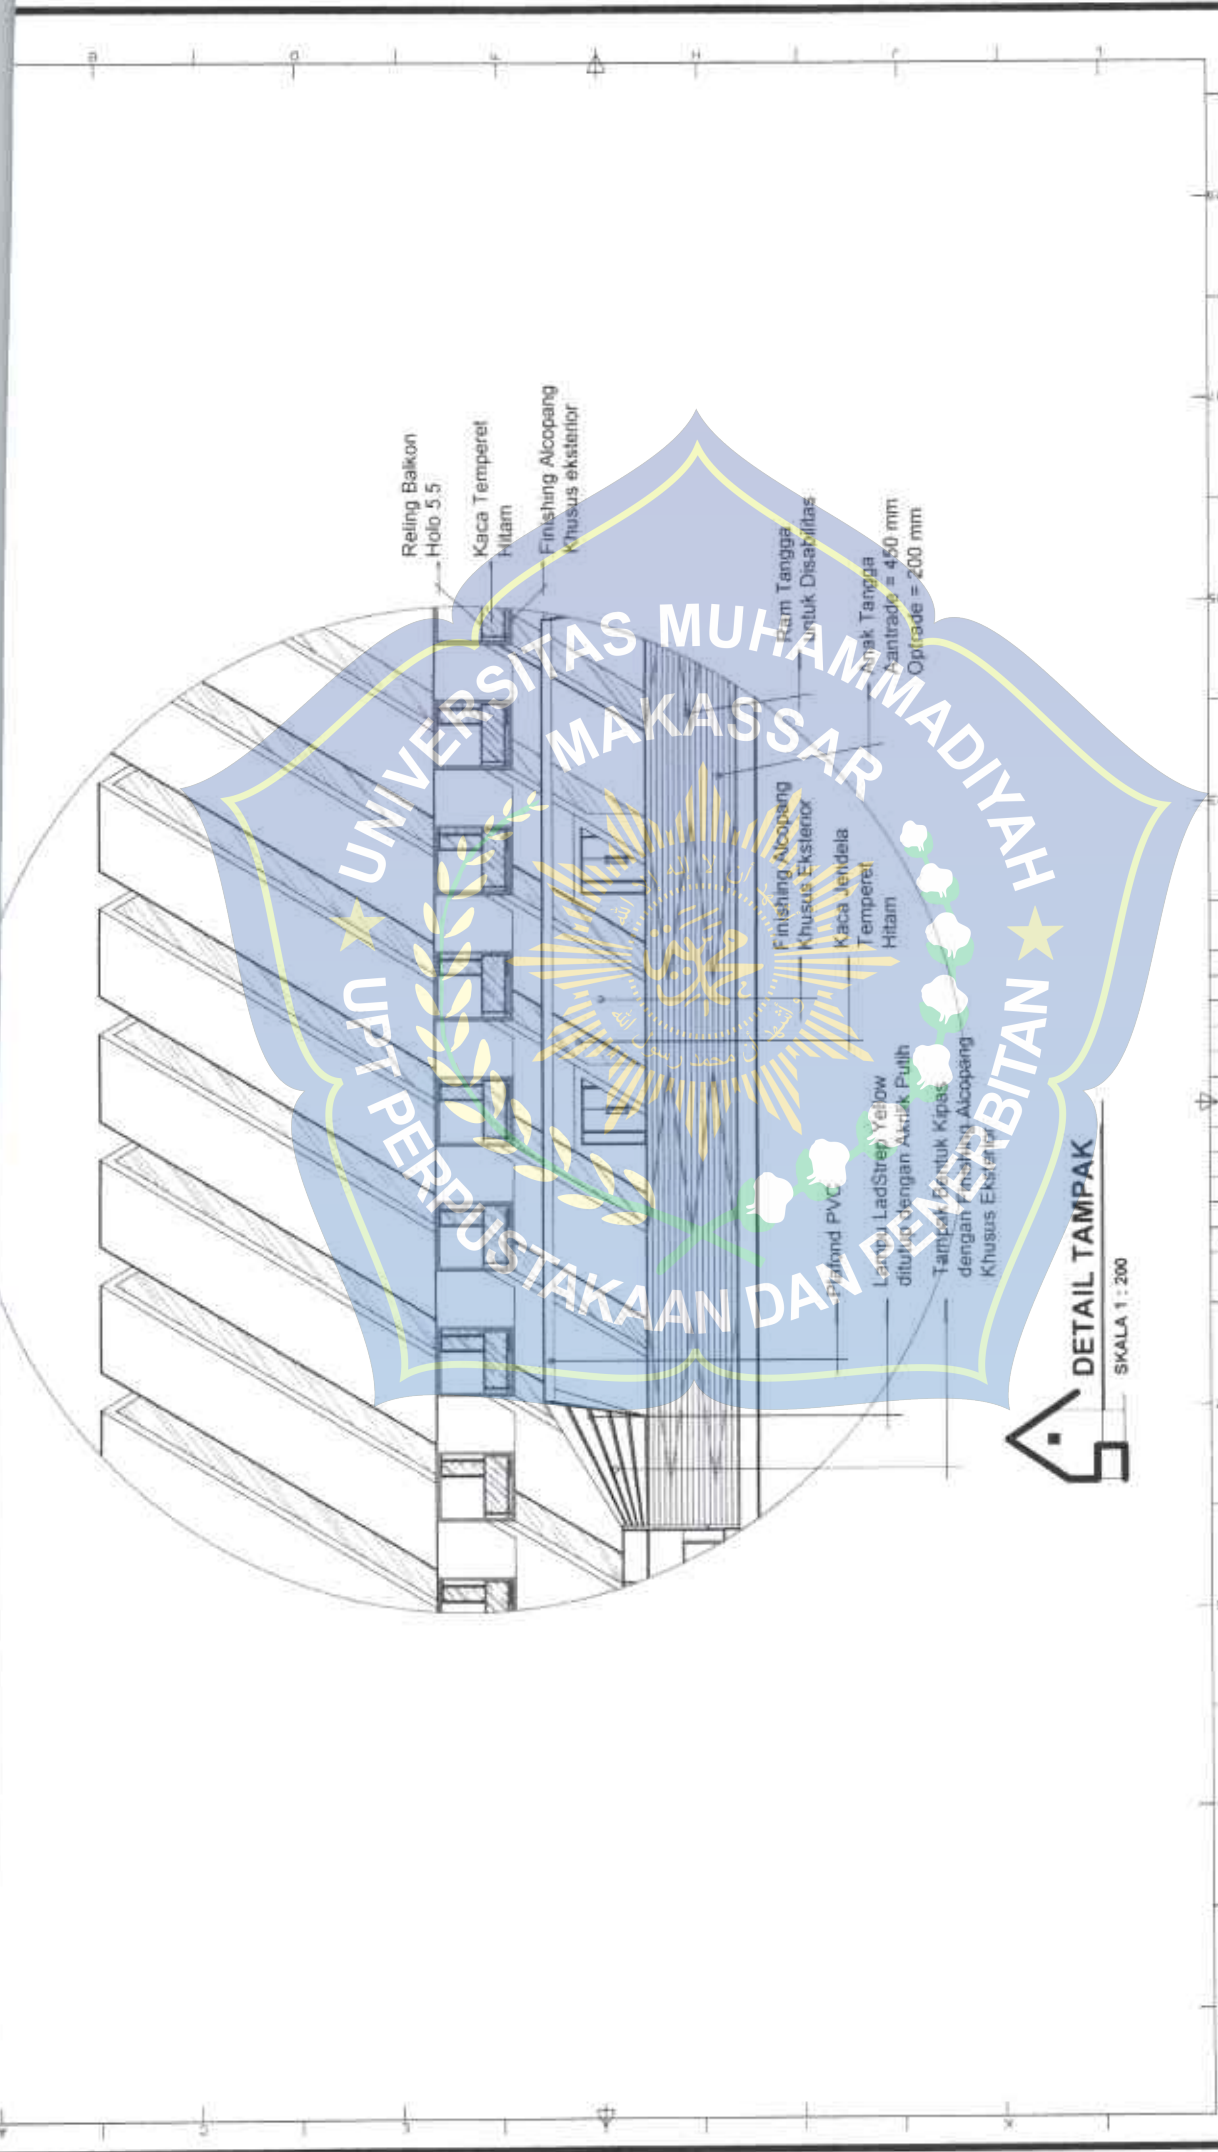 Reling Balkon
Holo 5.5
Kaca Temperet
Hitam
Finishing Alcopang
Khusus eksterior
Ram Tangga
untuk Disabilitas
Anak Tangga
Aantrade = 450 mm
Optrade = 200 mm
Finishing Alcopang
Khusus Eksterior
Kaca Jendela
Temperet
Hitam
Plafond PVC
Lampu LadStrep Yellow
ditutup dengan Akrilik Putih
Tampak Bentuk Kipas
dengan Finishing Alcopang
Khusus Eksterior
DETAIL TAMPAK
SKALA 1 : 200
UNIVERSITAS MUHAMMADIYAH
MAKASSAR
UPT PERPUSTAKAAN DAN PENERBITAN